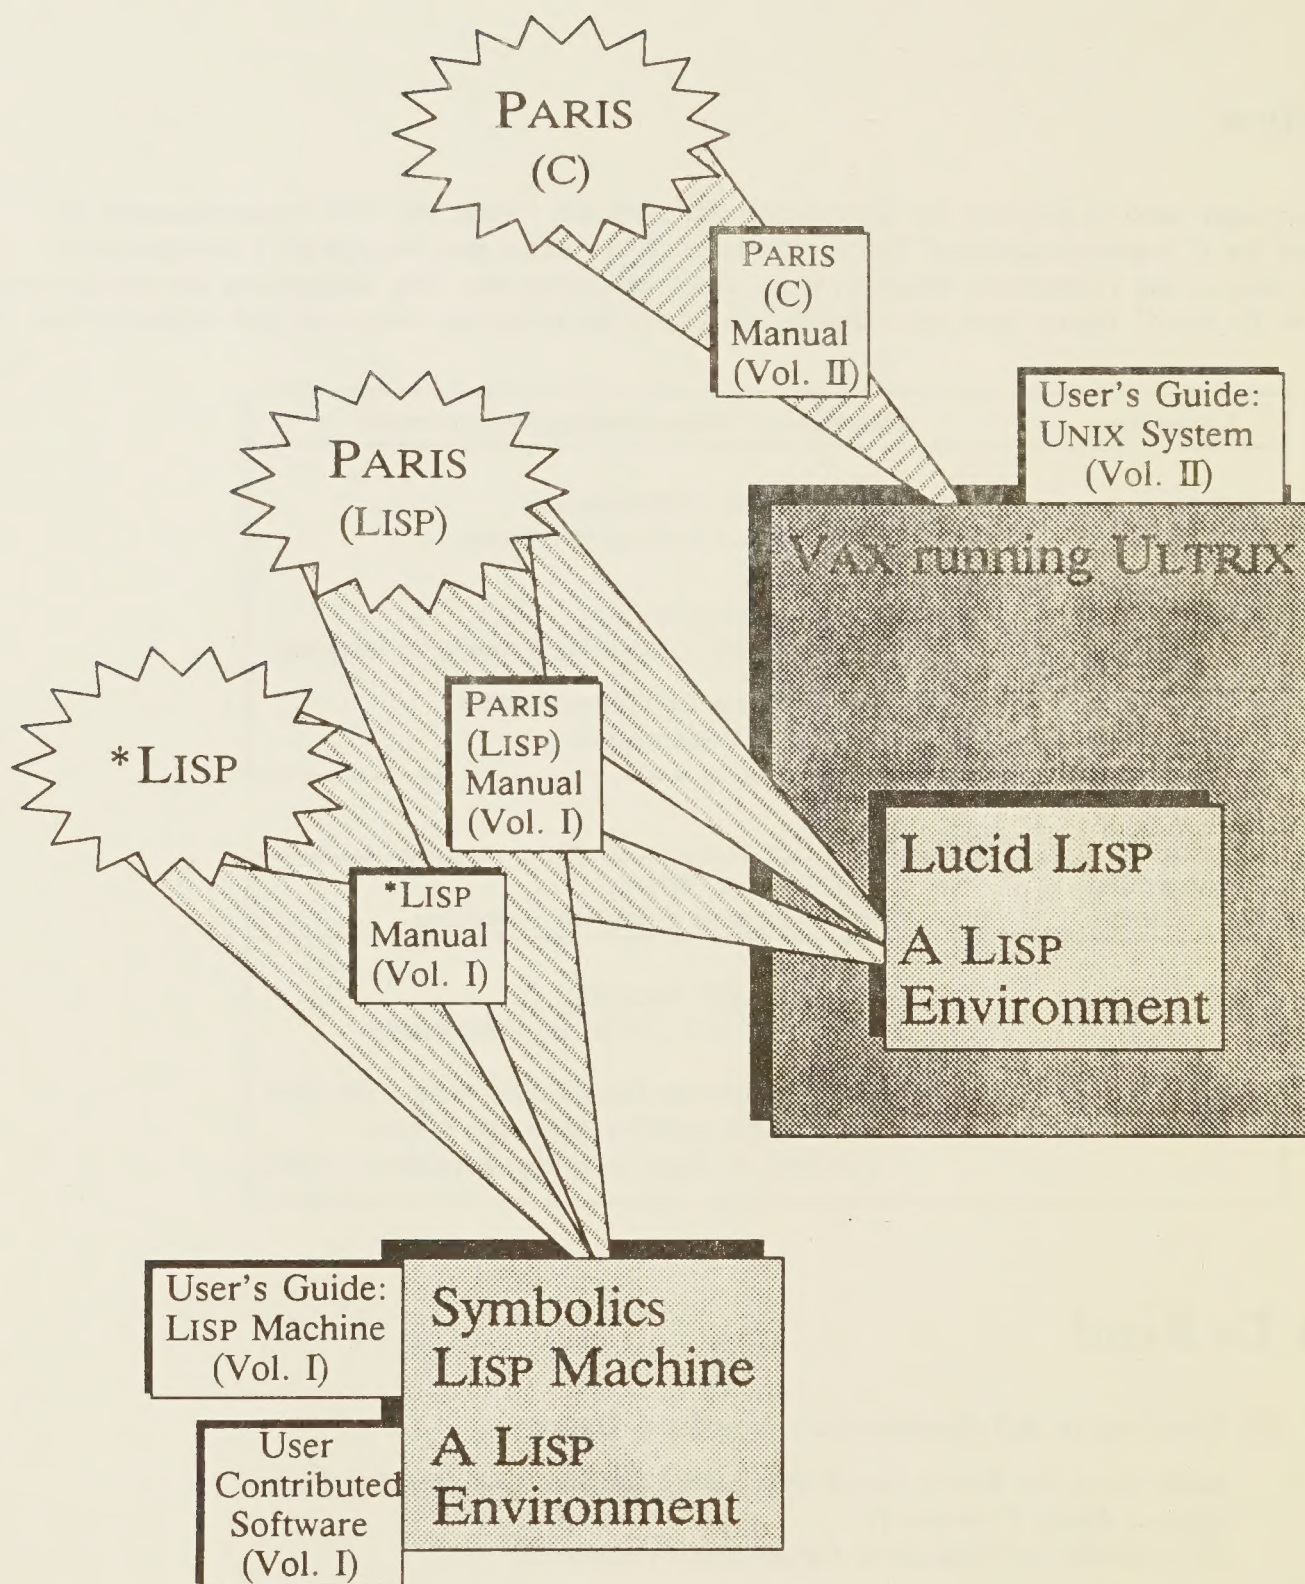 PARIS
(C)
PARIS
(C)
Manual
(Vol. II)
User's Guide:
UNIX System
(Vol. II)
PARIS
(LISP)
VAX running ULTRIX
*LISP
PARIS
(LISP)
Manual
(Vol. I)
Lucid LISP
A LISP
Environment
*LISP
Manual
(Vol. I)
User's Guide:
LISP Machine
(Vol. I)
Symbolics
LISP Machine
A LISP
Environment
User
Contributed
Software
(Vol. I)